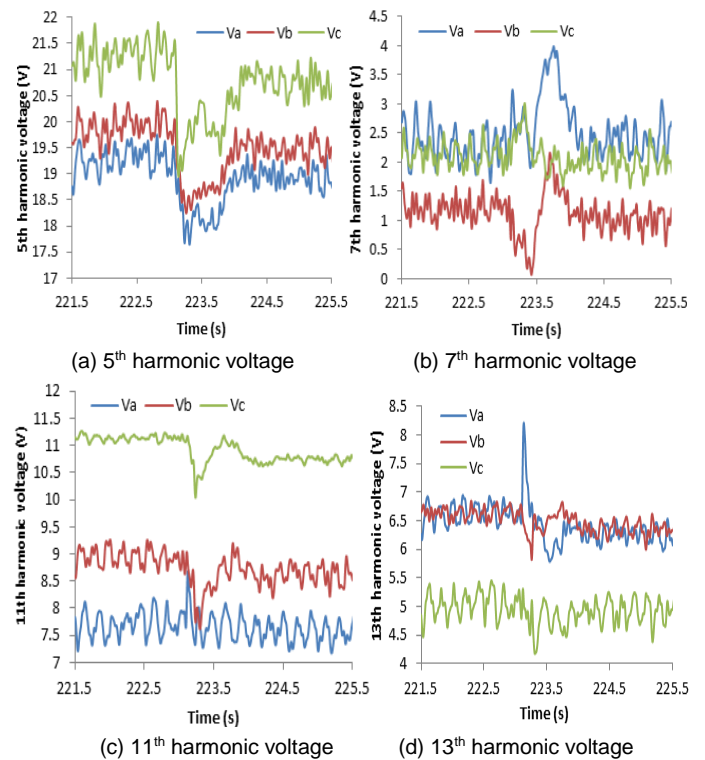 Va Vb Vc
5th harmonic voltage (V)
22
21.5
21
20.5
20
19.5
19
18.5
18
17.5
17
221.5 222.5 223.5 224.5 225.5
Time (s)
(a) 5th harmonic voltage
Va Vb Vc
7th harmonic voltage (V)
4.5
4
3.5
3
2.5
2
1.5
1
0.5
0
221.5 222.5 223.5 224.5 225.5
Time (s)
(b) 7th harmonic voltage
Va Vb Vc
11th harmonic voltage (V)
12
11.5
11
10.5
10
9.5
9
8.5
8
7.5
7
221.5 222.5 223.5 224.5 225.5
Time (s)
(c) 11th harmonic voltage
Va
Vb
Vc
13th harmonic voltage (V)
8.5
8
7.5
7
6.5
6
5.5
5
4.5
4
221.5 222.5 223.5 224.5 225.5
Time (s)
(d) 13th harmonic voltage